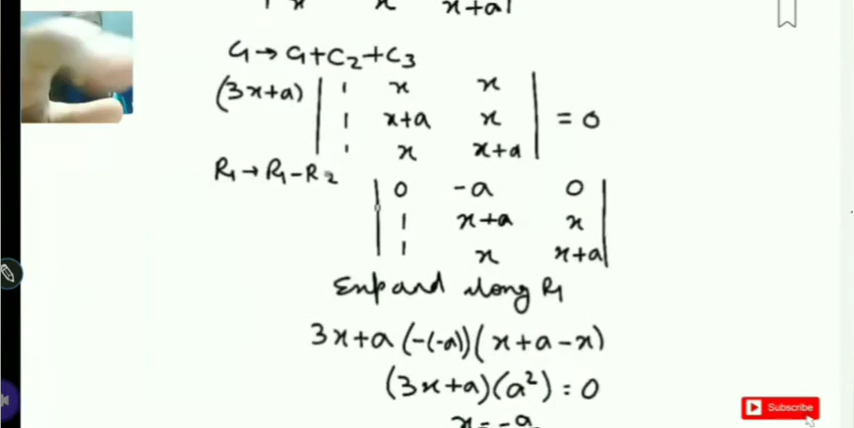 x x x+a|
C₁→ C₁+C₂+C₃
(3x+a) | 1 x x |
| 1 x+a x | = 0
| 1 x x+a |
R₁→R₁-R₂
| 0 -a 0 |
| 1 x+a x |
| 1 x x+a |
Expand along R₁
3x+a (-(-a))(x+a-x)
(3x+a)(a²) = 0
x = -a
Subscribe